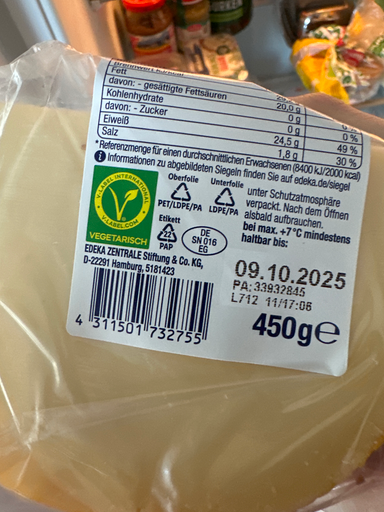 Fett
davon: - gesättigte Fettsäuren
Kohlenhydrate 20,0 g
davon: - Zucker 0 g 0 %
Eiweiß 0 g 0 %
Salz 24,5 g 49 %
1,8 g 30 %
*Referenzmenge für einen durchschnittlichen Erwachsenen (8400 kJ/2000 kcal)
Informationen zu abgebildeten Siegeln finden Sie auf edeka.de/siegel
V-LABEL INTERNATIONAL
V-LABEL.COM
VEGETARISCH
Oberfolie
PET/LDPE/PA
Unterfolie
LDPE/PA
Etikett
22
PAP
DE
SN 016
EG
unter Schutzatmosphäre
verpackt. Nach dem Öffnen
alsbald aufbrauchen.
bei max. +7°C mindestens
haltbar bis:
EDEKA ZENTRALE Stiftung & Co. KG,
D-22291 Hamburg, 5181423
09.10.2025
PA: 33932845
L712 11/17:06
450g e
4 311501 732755